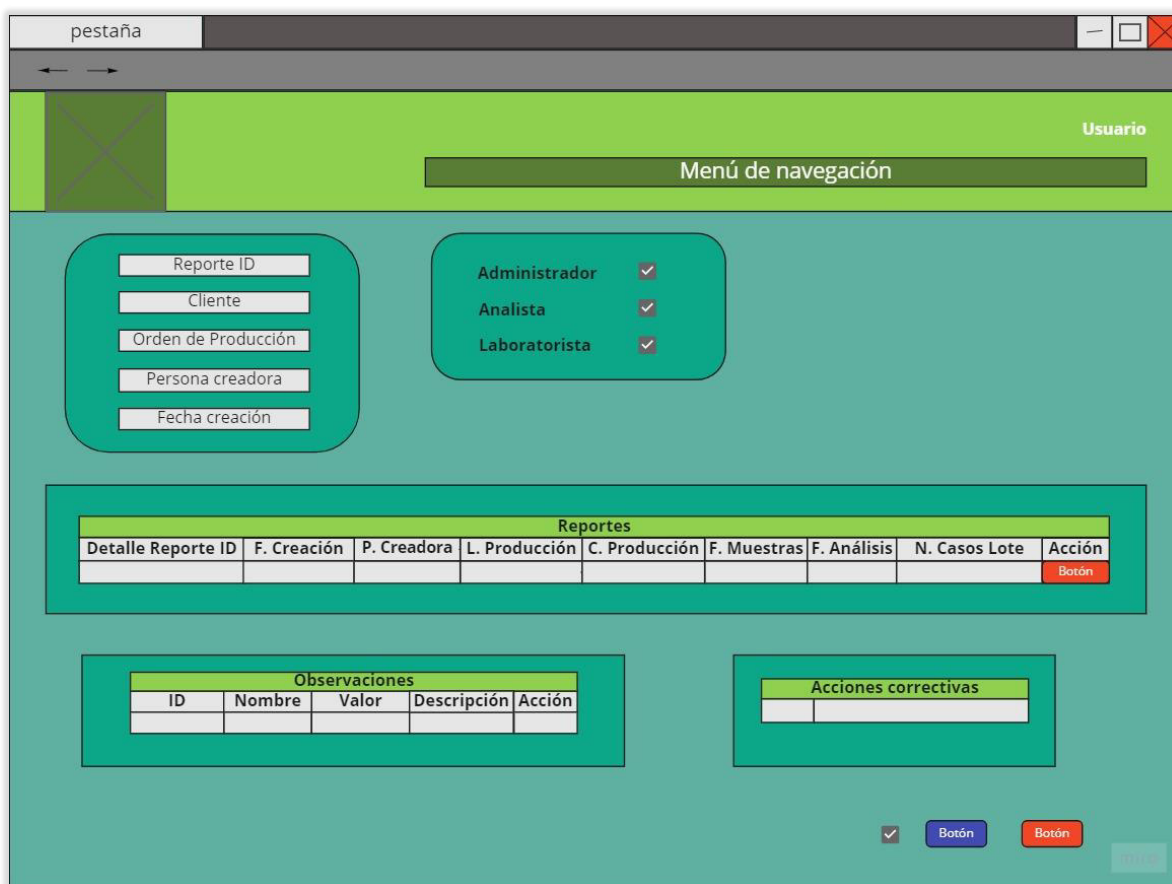 pestaña
Usuario
Menú de navegación
Reporte ID
Cliente
Orden de Producción
Persona creadora
Fecha creación
Administrador
Analista
Laboratorista
Reportes
Detalle Reporte ID F. Creación P. Creadora L. Producción C. Producción F. Muestras F. Análisis N. Casos Lote Acción
Botón
Observaciones
ID Nombre Valor Descripción Acción
Acciones correctivas
Botón Botón
miro